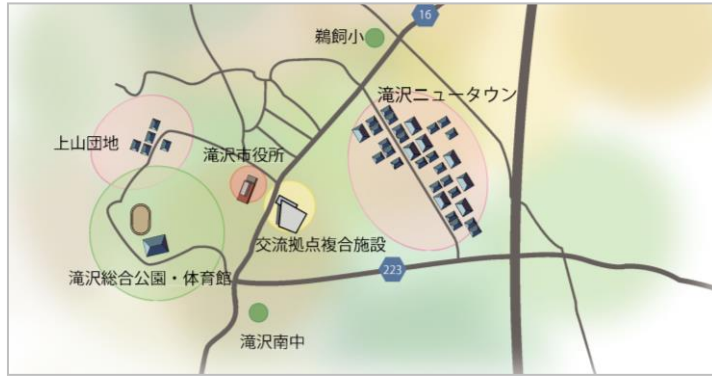 16
鵜飼小
滝沢ニュータウン
上山団地
滝沢市役所
交流拠点複合施設
223
滝沢総合公園・体育館
滝沢南中